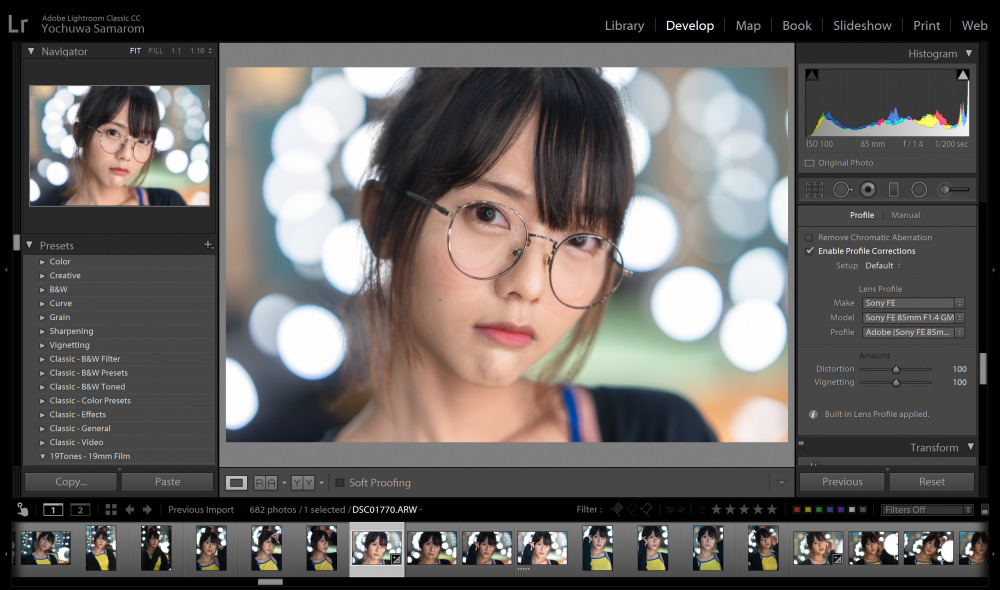 Lr
Adobe Lightroom Classic CC
Yochuwa Samarom
Library | Develop | Map | Book | Slideshow | Print | Web
Navigator FIT FILL 1:1 1:16
Histogram
ISO 100 85 mm f / 1.4 1/200 sec
Original Photo
Profile | Manual
Remove Chromatic Aberration
Enable Profile Corrections
Setup Default
Lens Profile
Make Sony FE
Model Sony FE 85mm F1.4 GM
Profile Adobe (Sony FE 85m...
Amount
Distortion 100
Vignetting 100
Built-in Lens Profile applied.
Transform
Previous Reset
Presets
Color
Creative
B&W
Curve
Grain
Sharpening
Vignetting
Classic - B&W Filter
Classic - B&W Presets
Classic - B&W Toned
Classic - Color Presets
Classic - Effects
Classic - General
Classic - Video
19Tones - 19mm Film
Copy... Paste
R A Y Y Soft Proofing
1 2 Previous Import 682 photos / 1 selected / DSC01770.ARW
Filter : Filters Off